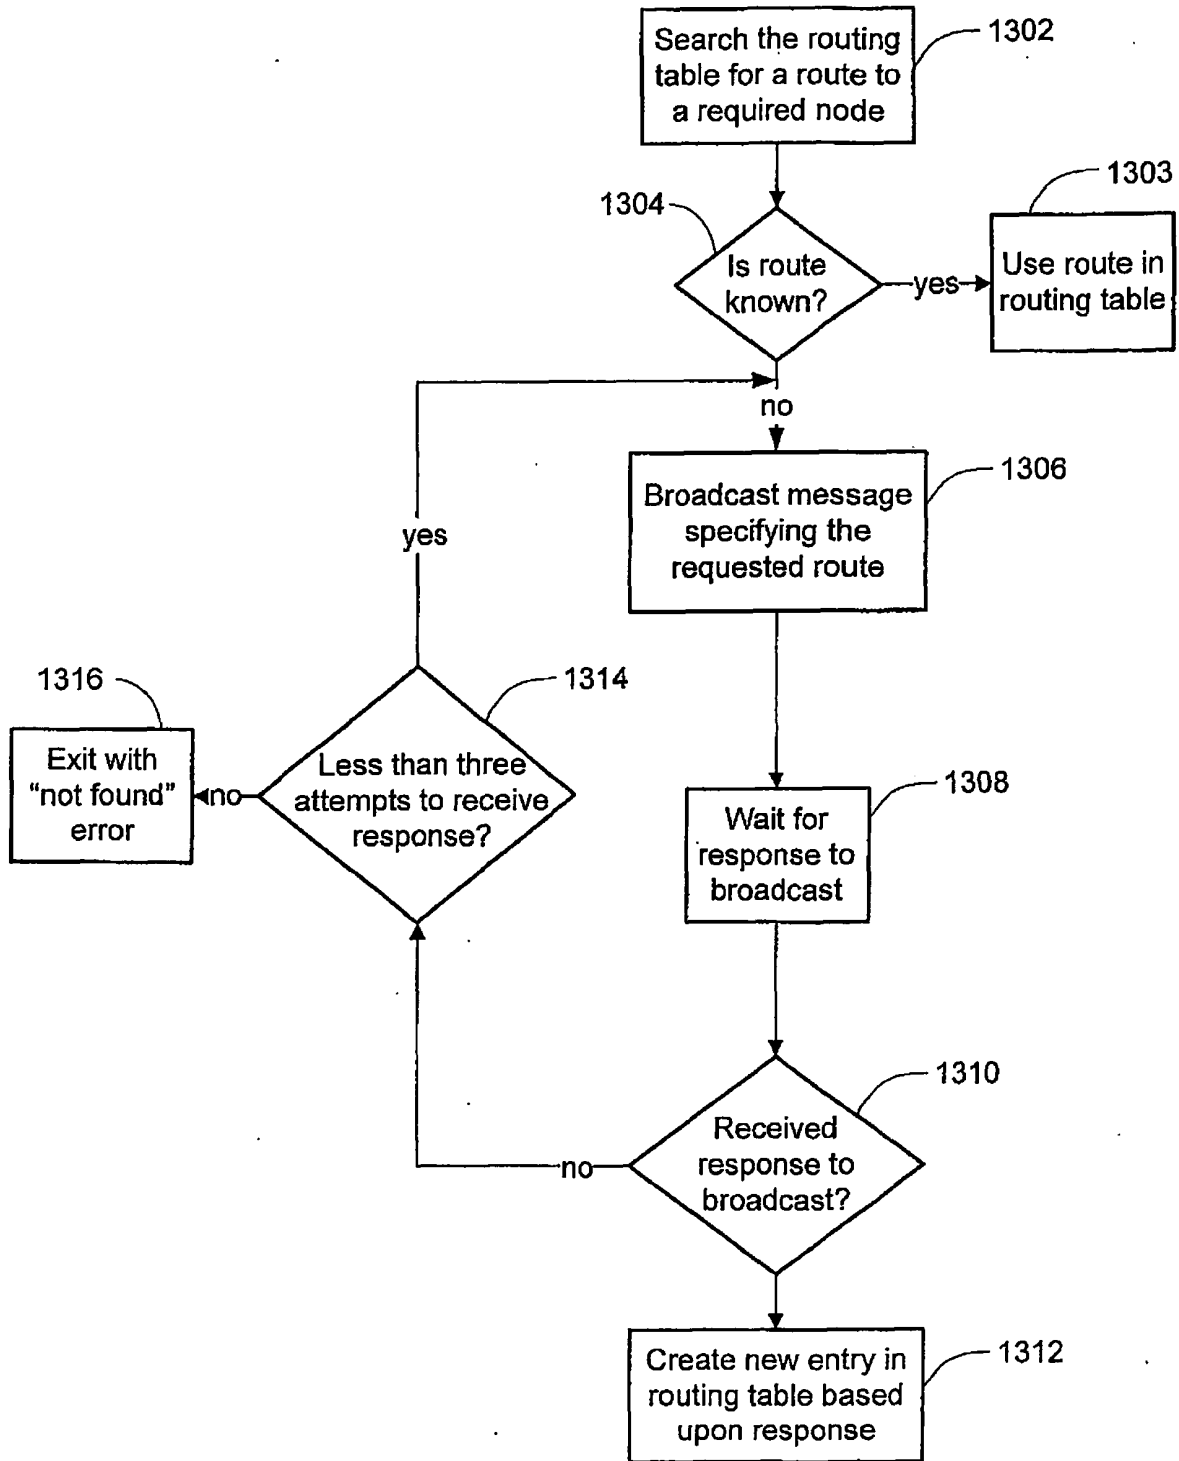 Search the routing
table for a route to
a required node
1302
1304
Is route
known?
yes
1303
Use route in
routing table
no
Broadcast message
specifying the
requested route
1306
yes
1316
Exit with
“not found”
error
no
1314
Less than three
attempts to receive
response?
1308
Wait for
response to
broadcast
1310
Received
response to
broadcast?
no
Create new entry in
routing table based
upon response
1312